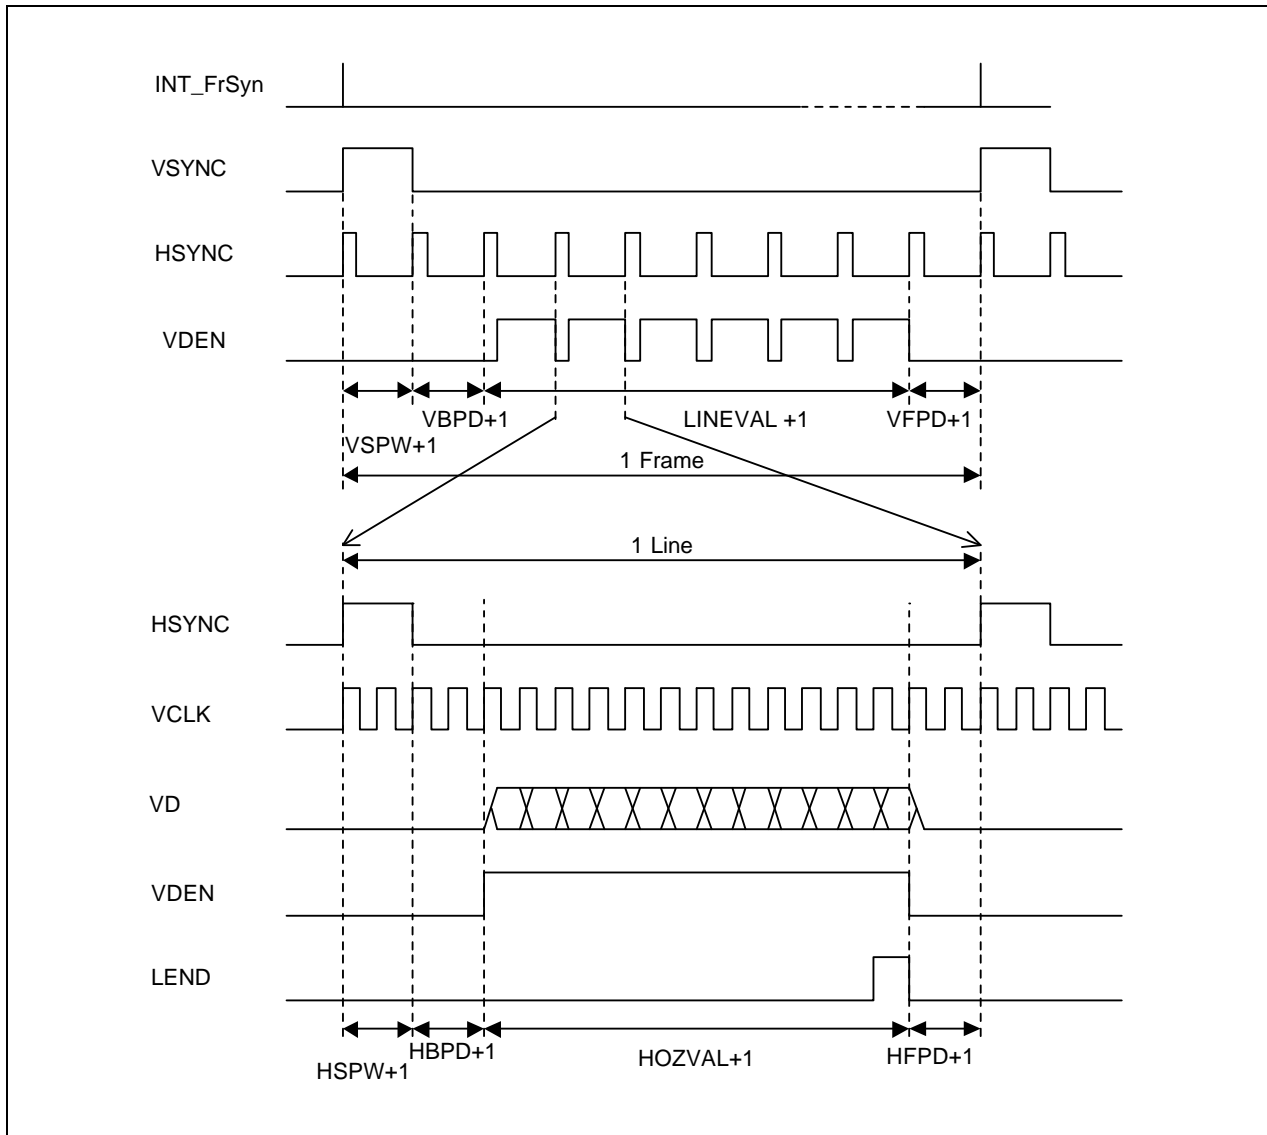 INT_FrSyn
VSYNC
HSYNC
VDEN
VBPD+1
LINEVAL +1
VFPD+1
VSPW+1
1 Frame
1 Line
HSYNC
VCLK
VD
VDEN
LEND
HBPD+1
HOZVAL+1
HFPD+1
HSPW+1